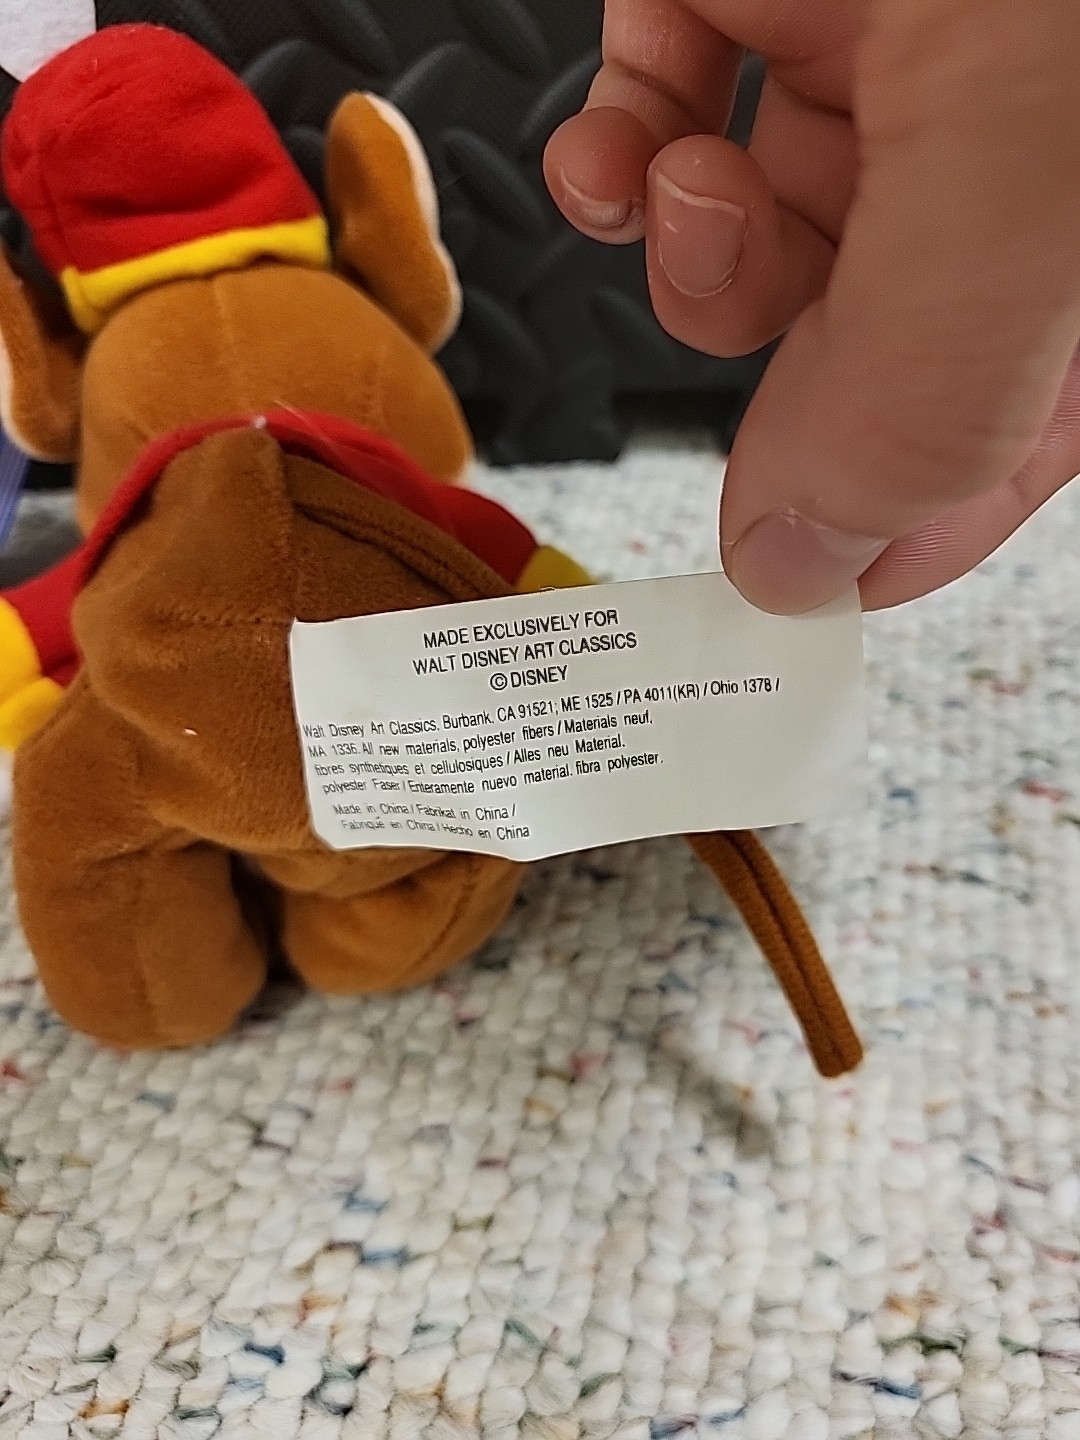 MADE EXCLUSIVELY FOR
WALT DISNEY ART CLASSICS
© DISNEY
Walt Disney Art Classics, Burbank, CA 91521; ME 1525 / PA 4011(KR) / Ohio 1378 /
MA 1336. All new materials, polyester fibers / Materials neuf,
fibres synthetiques et cellulosiques / Alles neu Material.
polyester Faser / Enteramente nuevo material. fibra polyester.
Made in China / Fabrikat in China /
Fabriqué en China / Hecho en China